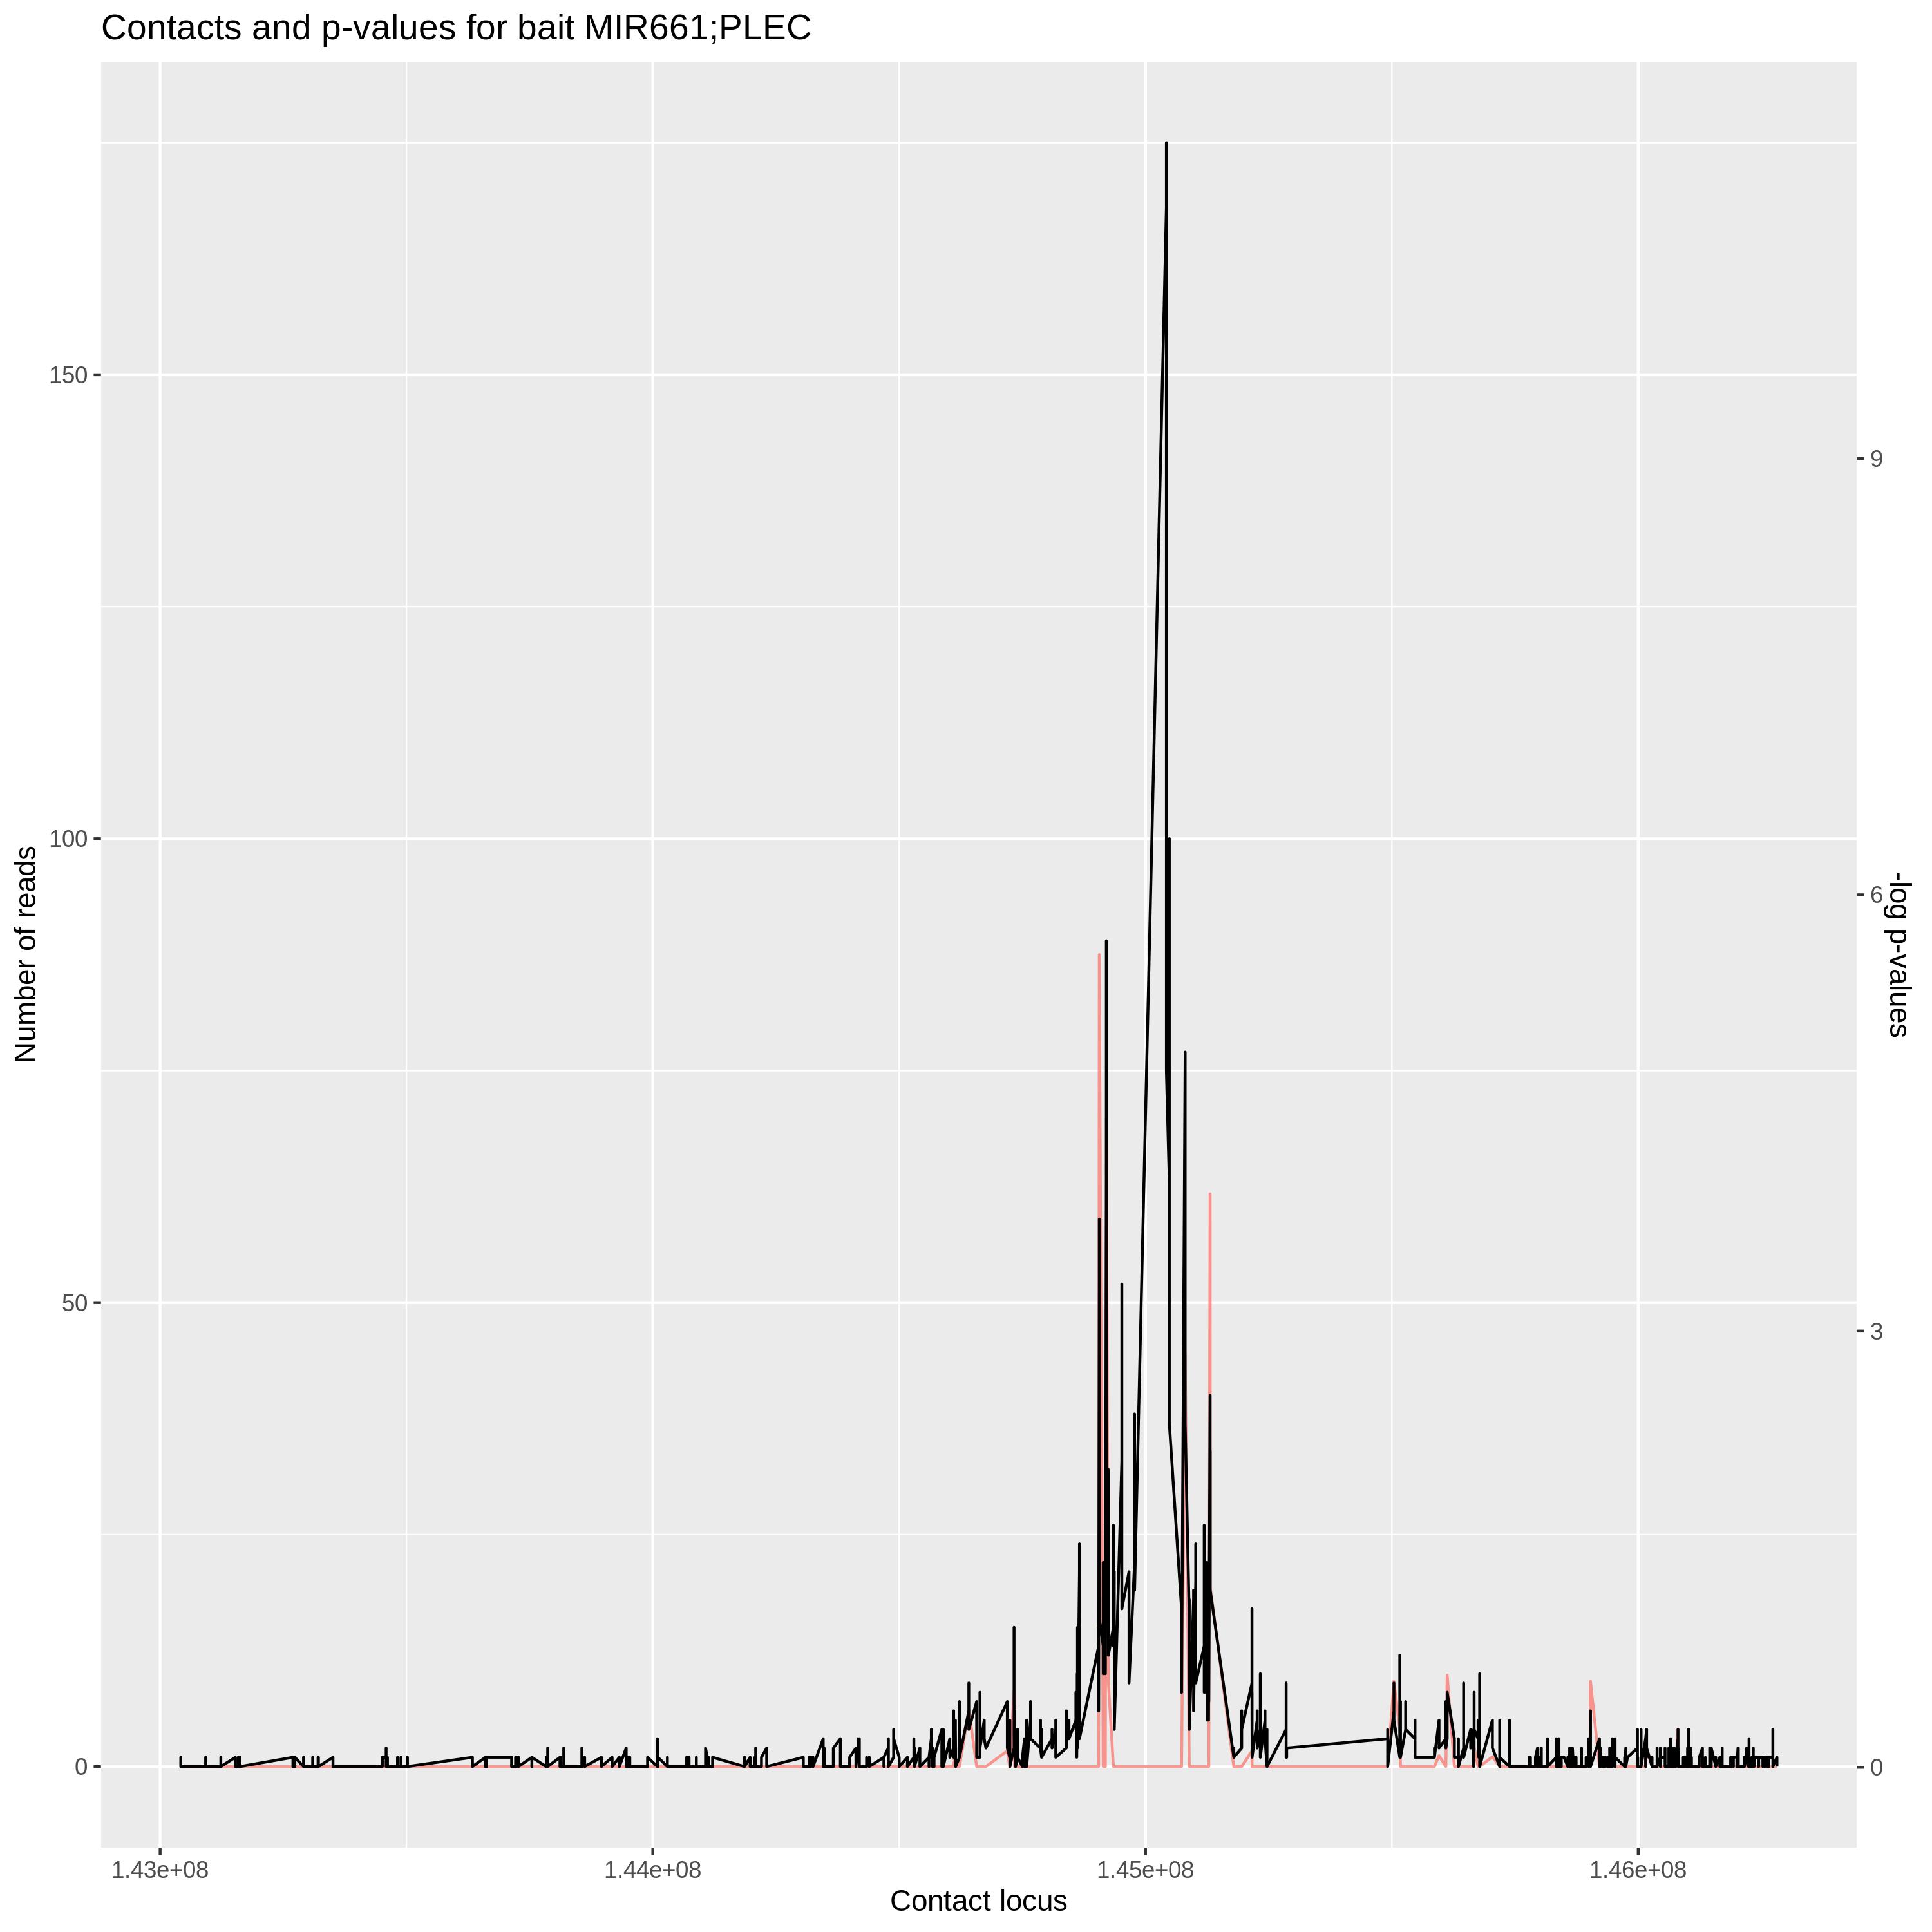 Contacts and p-values for bait MIR661;PLEC
Number of reads
150
100
50
0
9
6
3
0
-log p-values
1.43e+08
1.44e+08
1.45e+08
1.46e+08
Contact locus